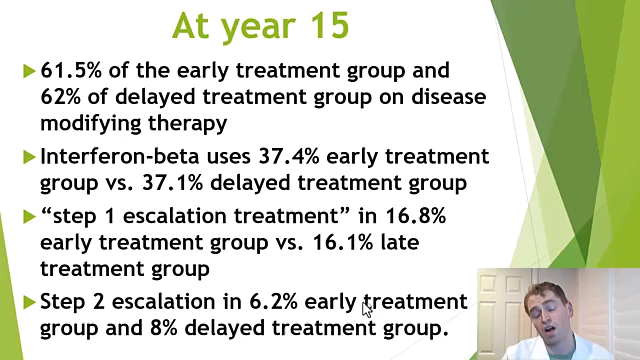 At year 15
61.5% of the early treatment group and
62% of delayed treatment group on disease
modifying therapy
Interferon-beta uses 37.4% early treatment
group vs. 37.1% delayed treatment group
“step 1 escalation treatment” in 16.8%
early treatment group vs. 16.1% late
treatment group
Step 2 escalation in 6.2% early treatment
group and 8% delayed treatment group.